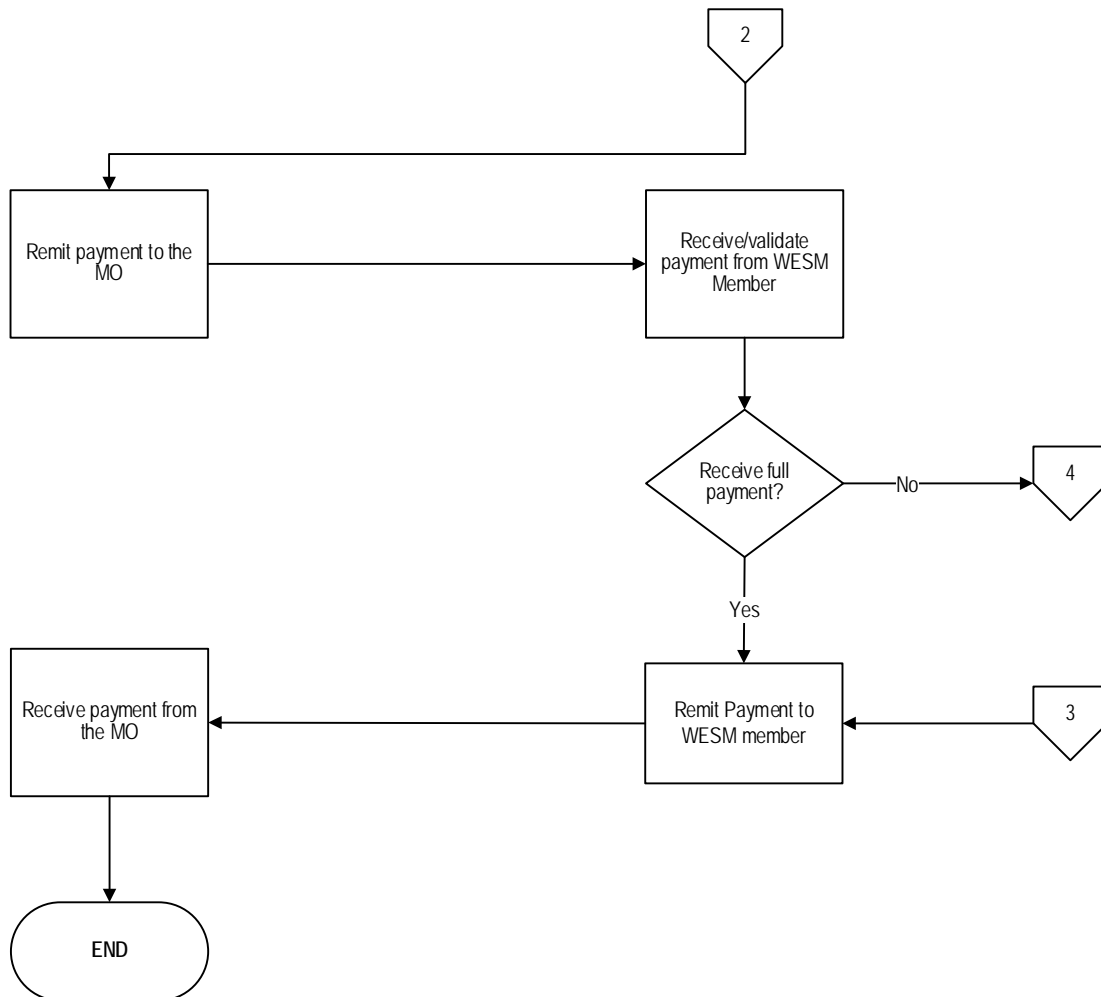 2
Remit payment to the
MO
Receive/validate
payment from WESM
Member
Receive full
payment?
No
4
Yes
Receive payment from
the MO
Remit Payment to
WESM member
3
END